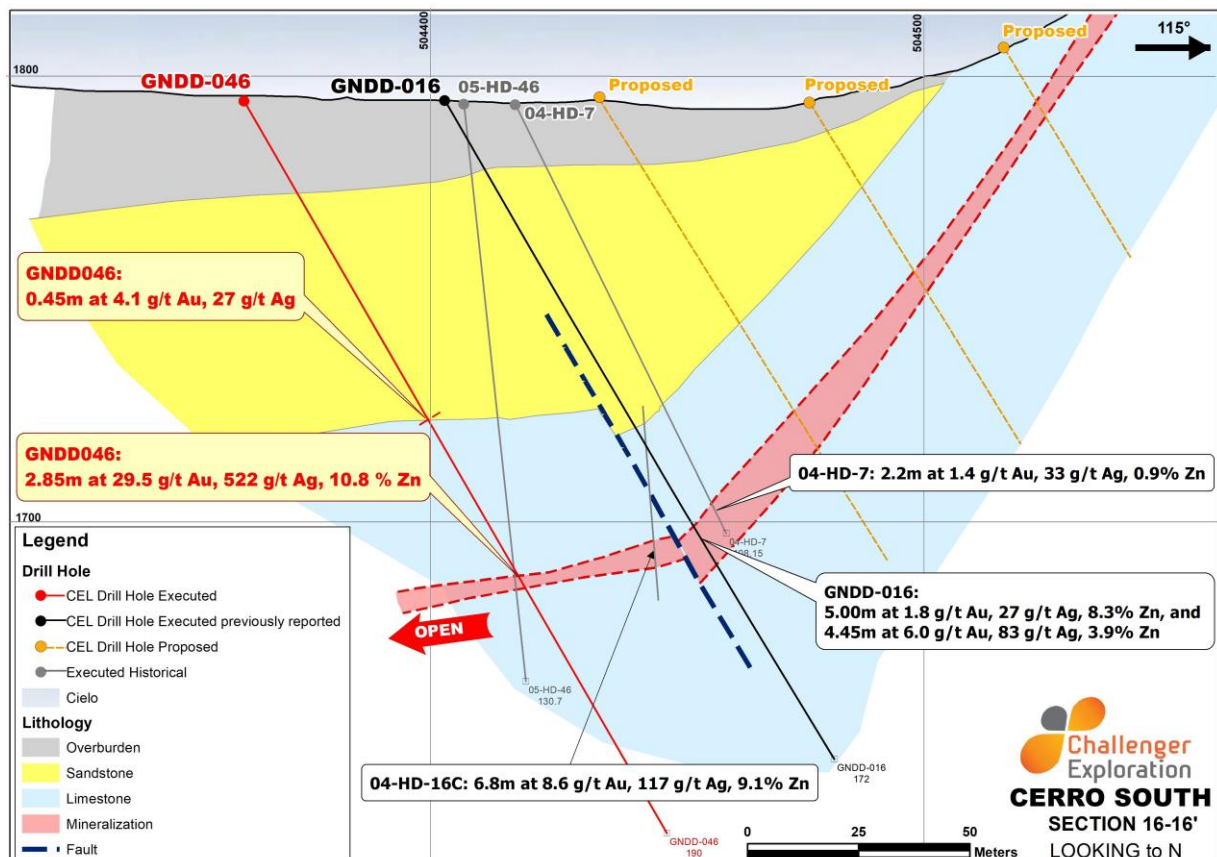 504400
504500
Proposed
115°
1800
GNDD-046
GNDD-016
05-HD-46
04-HD-7
Proposed
Proposed
GNDD046:
0.45m at 4.1 g/t Au, 27 g/t Ag
GNDD046:
2.85m at 29.5 g/t Au, 522 g/t Ag, 10.8 % Zn
04-HD-7: 2.2m at 1.4 g/t Au, 33 g/t Ag, 0.9% Zn
1700
04-HD-7
108.15
GNDD-016:
5.00m at 1.8 g/t Au, 27 g/t Ag, 8.3% Zn, and
4.45m at 6.0 g/t Au, 83 g/t Ag, 3.9% Zn
OPEN
05-HD-46
130.7
04-HD-16C: 6.8m at 8.6 g/t Au, 117 g/t Ag, 9.1% Zn
GNDD-016
172
GNDD-046
190
Legend
Drill Hole
CEL Drill Hole Executed
CEL Drill Hole Executed previously reported
CEL Drill Hole Proposed
Executed Historical
Cielo
Lithology
Overburden
Sandstone
Limestone
Mineralization
Fault
0 25 50
Meters
Challenger
Exploration
CERRO SOUTH
SECTION 16-16'
LOOKING to N